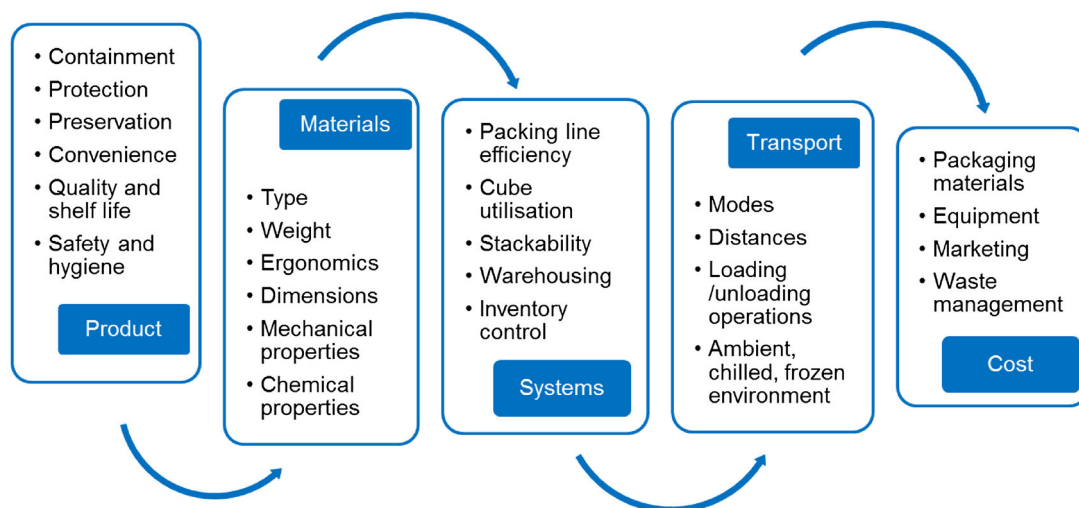 • Containment
• Protection
• Preservation
• Convenience
• Quality and
shelf life
• Safety and
hygiene
Product
Materials
• Type
• Weight
• Ergonomics
• Dimensions
• Mechanical
properties
• Chemical
properties
• Packing line
efficiency
• Cube
utilisation
• Stackability
• Warehousing
• Inventory
control
Systems
Transport
• Modes
• Distances
• Loading
/unloading
operations
• Ambient,
chilled, frozen
environment
• Packaging
materials
• Equipment
• Marketing
• Waste
management
Cost